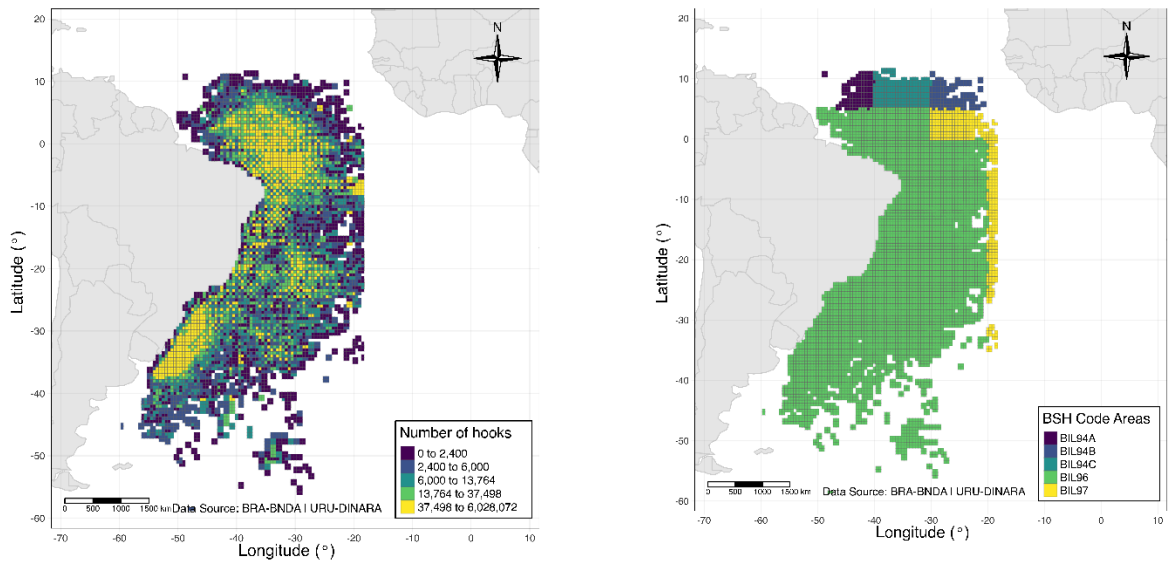 N
20
10
0
-10
-20
-30
-40
-50
-60
Latitude (°)
Number of hooks
0 to 2,400
2,400 to 6,000
6,000 to 13,764
13,764 to 37,498
37,498 to 6,028,072
0 500 1000 1500 km
Data Source: BRA-BNDA | URU-DINARA
-70 -60 -50 -40 -30 -20 -10 0 10
Longitude (°)
N
20
10
0
-10
-20
-30
-40
-50
-60
Latitude (°)
BSH Code Areas
BIL94A
BIL94B
BIL94C
BIL96
BIL97
0 500 1000 1500 km
Data Source: BRA-BNDA | URU-DINARA
-70 -60 -50 -40 -30 -20 -10 0 10
Longitude (°)